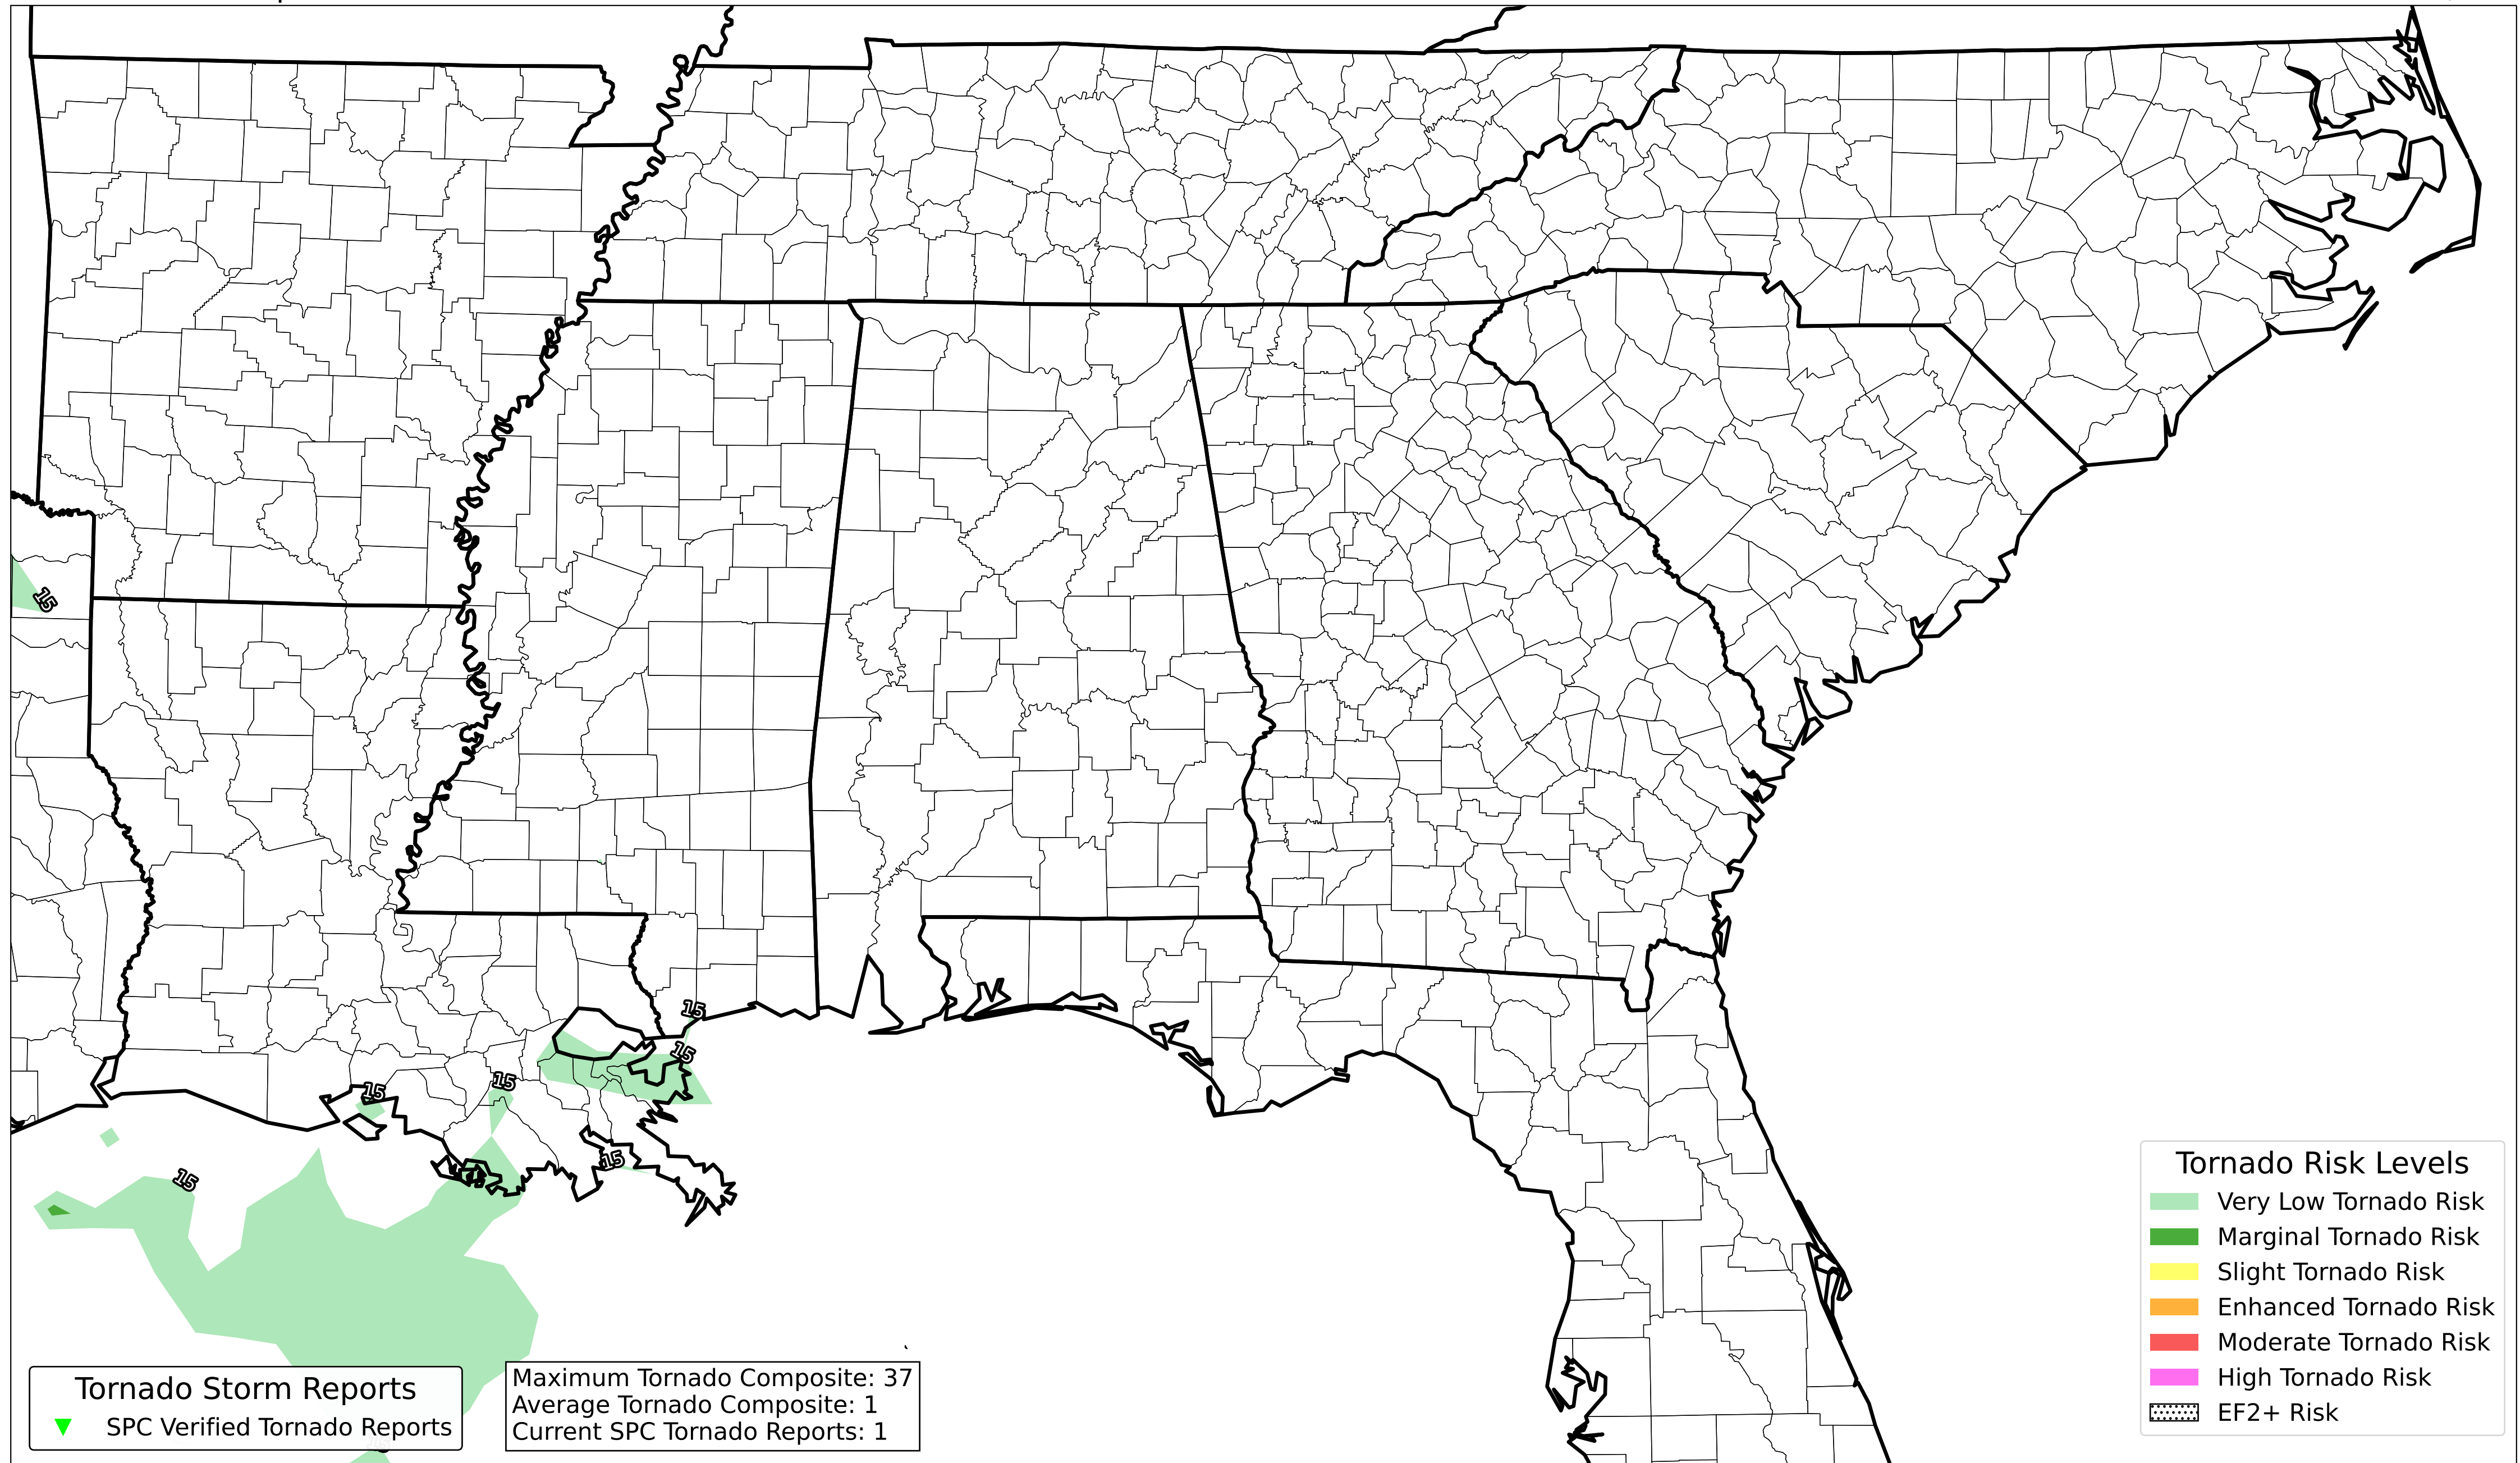 15
15
15
15
15
15
15
Tornado Risk Levels
Very Low Tornado Risk
Marginal Tornado Risk
Slight Tornado Risk
Enhanced Tornado Risk
Moderate Tornado Risk
High Tornado Risk
EF2+ Risk
Tornado Storm Reports
SPC Verified Tornado Reports
Maximum Tornado Composite: 37
Average Tornado Composite: 1
Current SPC Tornado Reports: 1